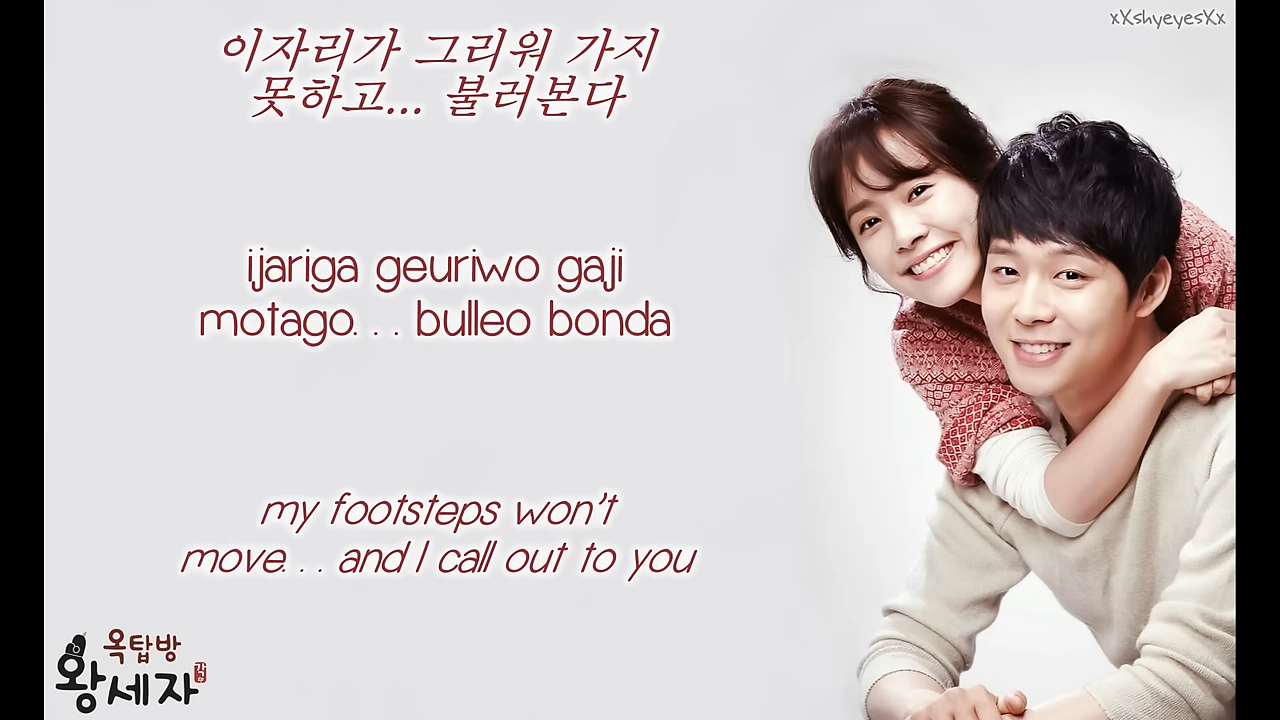 xXshyeyesXx
이자리가 그리워 가지
못하고... 불러본다
ijariga geuriwo gaji
motago... bulleo bonda
my footsteps won't
move... and I call out to you
옥탑방
왕세자